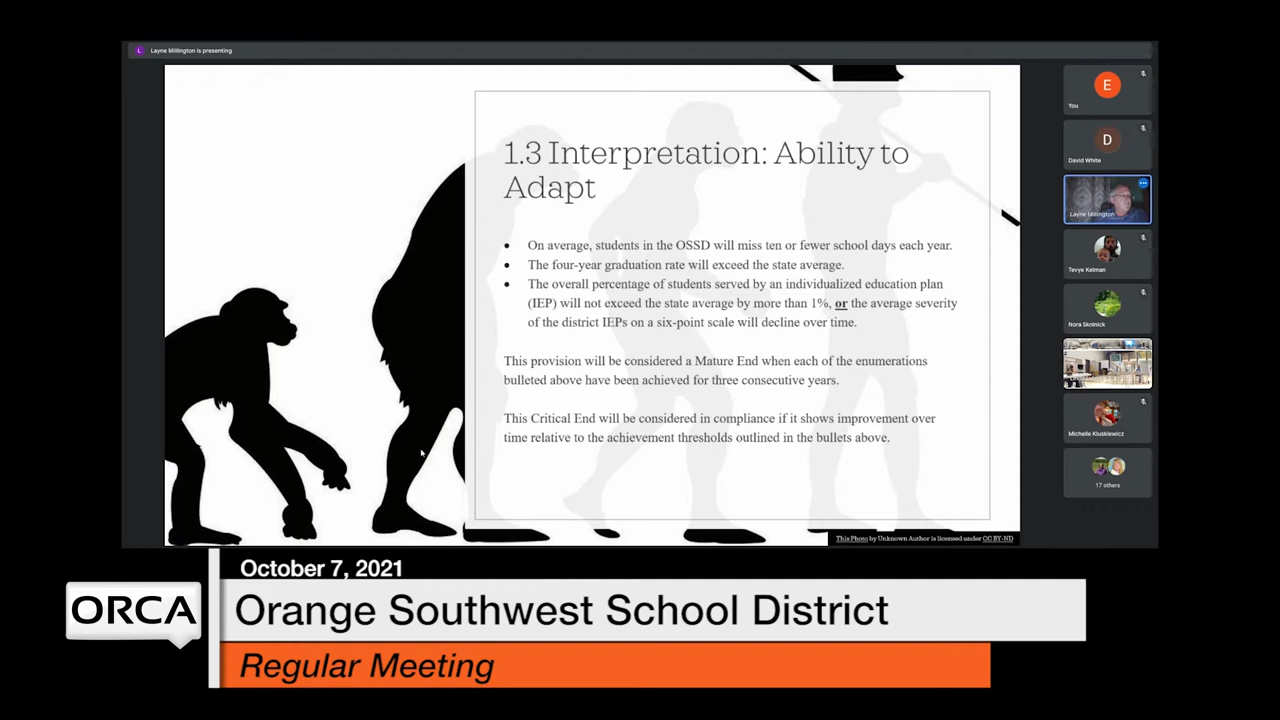 Layne Millington is presenting
1.3 Interpretation: Ability to
Adapt
• On average, students in the OSSD will miss ten or fewer school days each year.
• The four-year graduation rate will exceed the state average.
• The overall percentage of students served by an individualized education plan
(IEP) will not exceed the state average by more than 1%, or the average severity
of the district IEPs on a six-point scale will decline over time.
This provision will be considered a Mature End when each of the enumerations
bulleted above have been achieved for three consecutive years.
This Critical End will be considered in compliance if it shows improvement over
time relative to the achievement thresholds outlined in the bullets above.
This Photo by Unknown Author is licensed under CC BY-ND
L
E
You
D
David White
Layne Millington
Tevye Kelman
Nora Skolnick
Michelle Kluskiewicz
17 others
October 7, 2021
ORCA
Orange Southwest School District
Regular Meeting